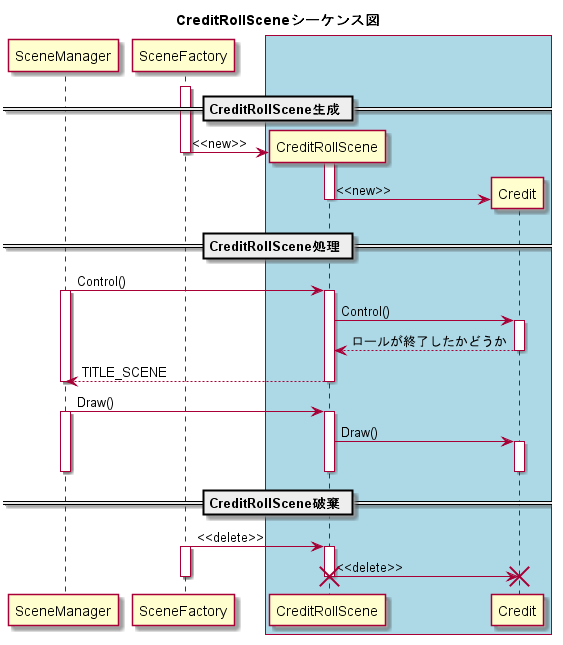 CreditRollSceneシーケンス図
SceneManager
SceneFactory
CreditRollScene生成
<<new>>
CreditRollScene
<<new>>
Credit
CreditRollScene処理
Control()
Control()
ロールが終了したかどうか
TITLE_SCENE
Draw()
Draw()
CreditRollScene破棄
<<delete>>
<<delete>>
SceneManager
SceneFactory
CreditRollScene
Credit